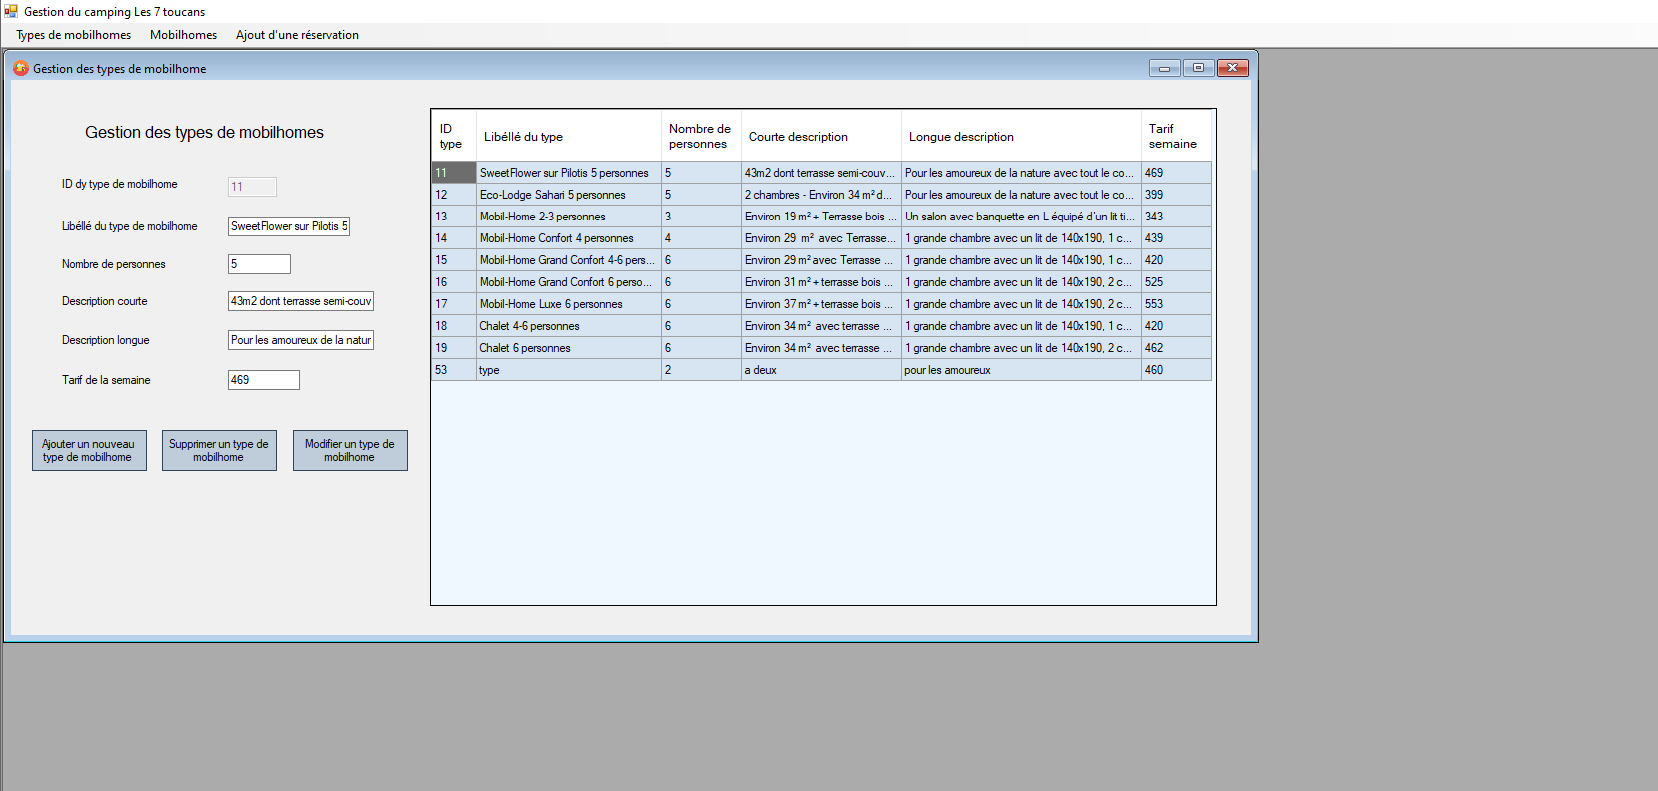 Gestion du camping Les 7 toucans
Types de mobilhomes Mobilhomes Ajout d'une réservation
Gestion des types de mobilhome
Gestion des types de mobilhomes
ID dy type de mobilhome 11
Libéllé du type de mobilhome SweetFlower sur Pilotis 5
Nombre de personnes 5
Description courte 43m2 dont terrasse semi-couv
Description longue Pour les amoureux de la natur
Tarif de la semaine 469
Ajouter un nouveau
type de mobilhome
Supprimer un type de
mobilhome
Modifier un type de
mobilhome
ID
type
Libéllé du type
Nombre de
personnes
Courte description
Longue description
Tarif
semaine
11 SweetFlower sur Pilotis 5 personnes 5 43m2 dont terrasse semi-couv... Pour les amoureux de la nature avec tout le co... 469
12 Eco-Lodge Sahari 5 personnes 5 2 chambres - Environ 34 m² d... Pour les amoureux de la nature avec tout le co... 399
13 Mobil-Home 2-3 personnes 3 Environ 19 m² + Terrasse bois ... Un salon avec banquette en L équipé d'un lit ti... 343
14 Mobil-Home Confort 4 personnes 4 Environ 29 m² avec Terrasse... 1 grande chambre avec un lit de 140x190, 1 c... 439
15 Mobil-Home Grand Confort 4-6 pers... 6 Environ 29 m² avec Terrasse ... 1 grande chambre avec un lit de 140x190, 1 c... 420
16 Mobil-Home Grand Confort 6 perso... 6 Environ 31 m² + terrasse bois ... 1 grande chambre avec un lit de 140x190, 2 c... 525
17 Mobil-Home Luxe 6 personnes 6 Environ 37 m² + terrasse bois ... 1 grande chambre avec un lit de 140x190, 2 c... 553
18 Chalet 4-6 personnes 6 Environ 34 m² avec terrasse ... 1 grande chambre avec un lit de 140x190, 1 c... 420
19 Chalet 6 personnes 6 Environ 34 m² avec terrasse ... 1 grande chambre avec un lit de 140x190, 2 c... 462
53 type 2 a deux pour les amoureux 460